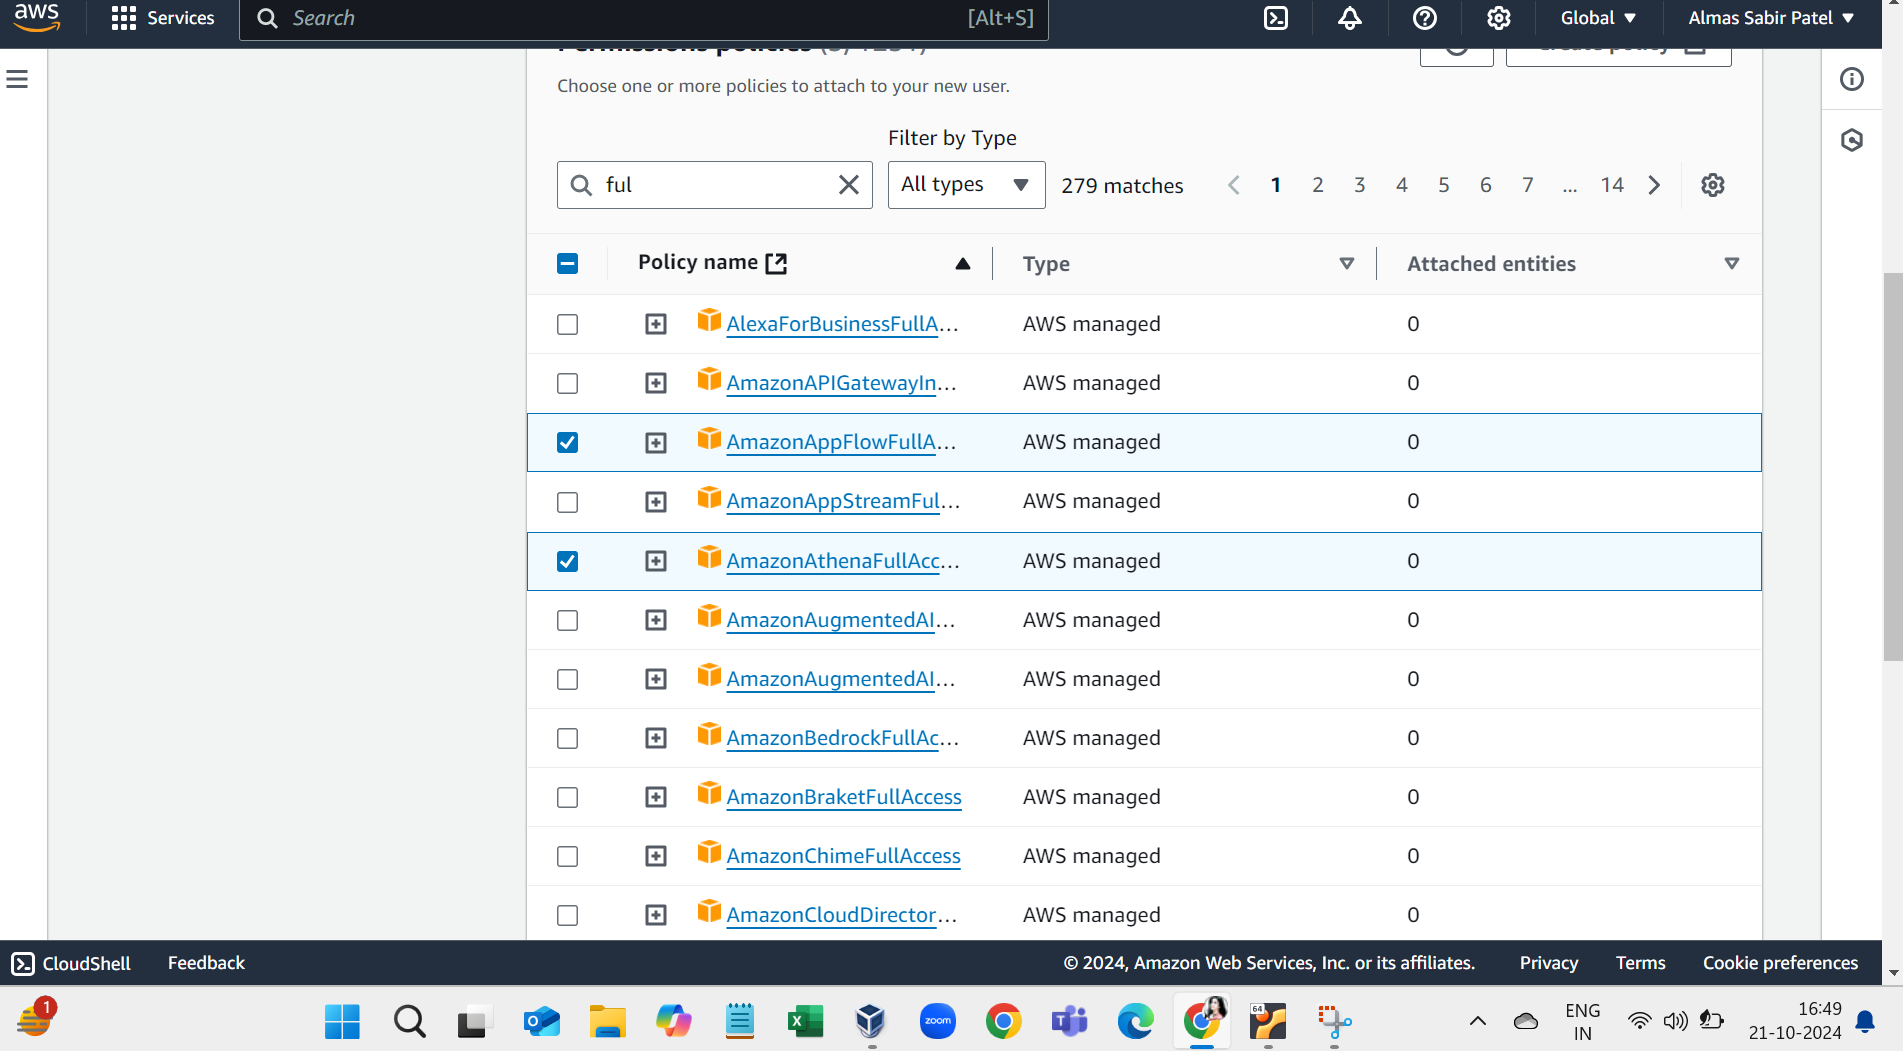 aws
Services
Search
[Alt+S]
Global
Almas Sabir Patel
Permissions policies
Choose one or more policies to attach to your new user.
Filter by Type
ful
All types
279 matches
1 2 3 4 5 6 7 ... 14
Policy name
Type
Attached entities
AlexaForBusinessFullA... AWS managed 0
AmazonAPIGatewayIn... AWS managed 0
AmazonAppFlowFullA... AWS managed 0
AmazonAppStreamFul... AWS managed 0
AmazonAthenaFullAcc... AWS managed 0
AmazonAugmentedAI... AWS managed 0
AmazonAugmentedAI... AWS managed 0
AmazonBedrockFullAc... AWS managed 0
AmazonBraketFullAccess AWS managed 0
AmazonChimeFullAccess AWS managed 0
AmazonCloudDirector... AWS managed 0
CloudShell
Feedback
© 2024, Amazon Web Services, Inc. or its affiliates.
Privacy
Terms
Cookie preferences
1
zoom
64
ENG
IN
16:49
21-10-2024